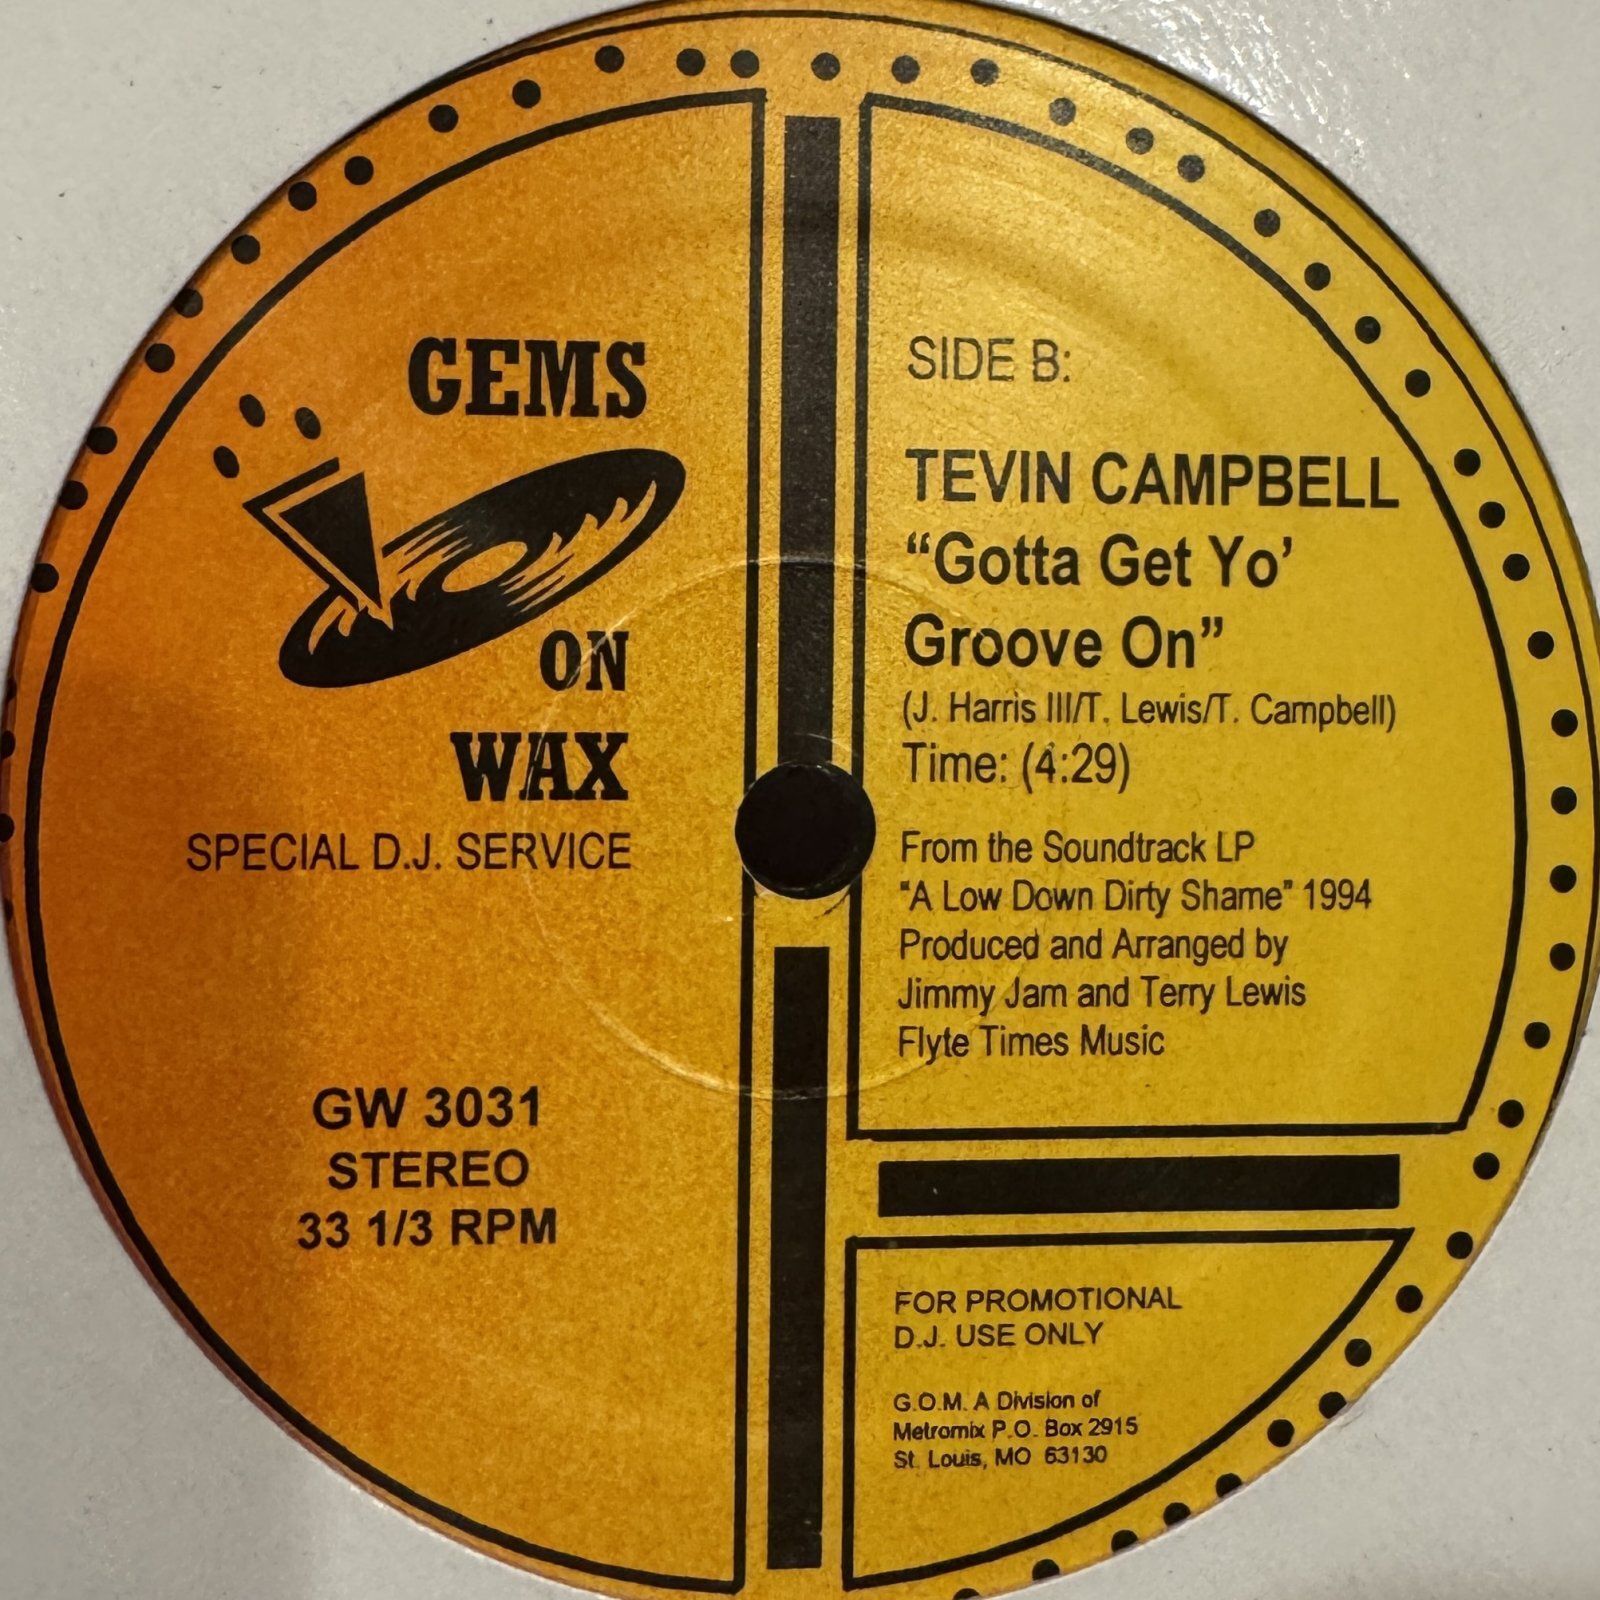 GEMS
ON
WAX
SPECIAL D.J. SERVICE
GW 3031
STEREO
33 1/3 RPM
SIDE B:
TEVIN CAMPBELL
“Gotta Get Yo’
Groove On”
(J. Harris III/T. Lewis/T. Campbell)
Time: (4:29)
From the Soundtrack LP
"A Low Down Dirty Shame" 1994
Produced and Arranged by
Jimmy Jam and Terry Lewis
Flyte Times Music
FOR PROMOTIONAL
D.J. USE ONLY
G.O.M. A Division of
Metromix P.O. Box 2915
St. Louis, MO 63130